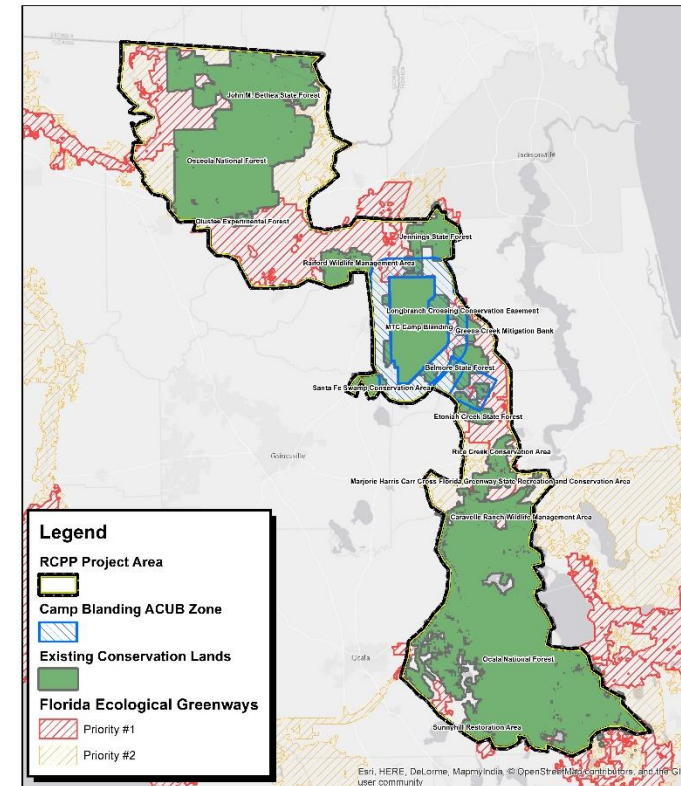 John M. Bethea State Forest
Osceola National Forest
Jacksonville
Olustee Experimental Forest
Jennings State Forest
Raiford Wildlife Management Area
Longbranch Crossing Conservation Easement
MTC Camp Blanding
Greens Creek Mitigation Bank
Belmore State Forest
Santa Fe Swamp Conservation Area
Etoniah Creek State Forest
Gainesville
Rice Creek Conservation Area
Marjorie Harris Carr Cross Florida Greenway State Recreation and Conservation Area
Caravelle Ranch Wildlife Management Area
Ocala
Ocala National Forest
Sunnyhill Restoration Area
Legend
RCPP Project Area
Camp Blanding ACUB Zone
Existing Conservation Lands
Florida Ecological Greenways
Priority #1
Priority #2
Esri, HERE, DeLorme, MapmyIndia, © OpenStreetMap contributors, and the GI
user community